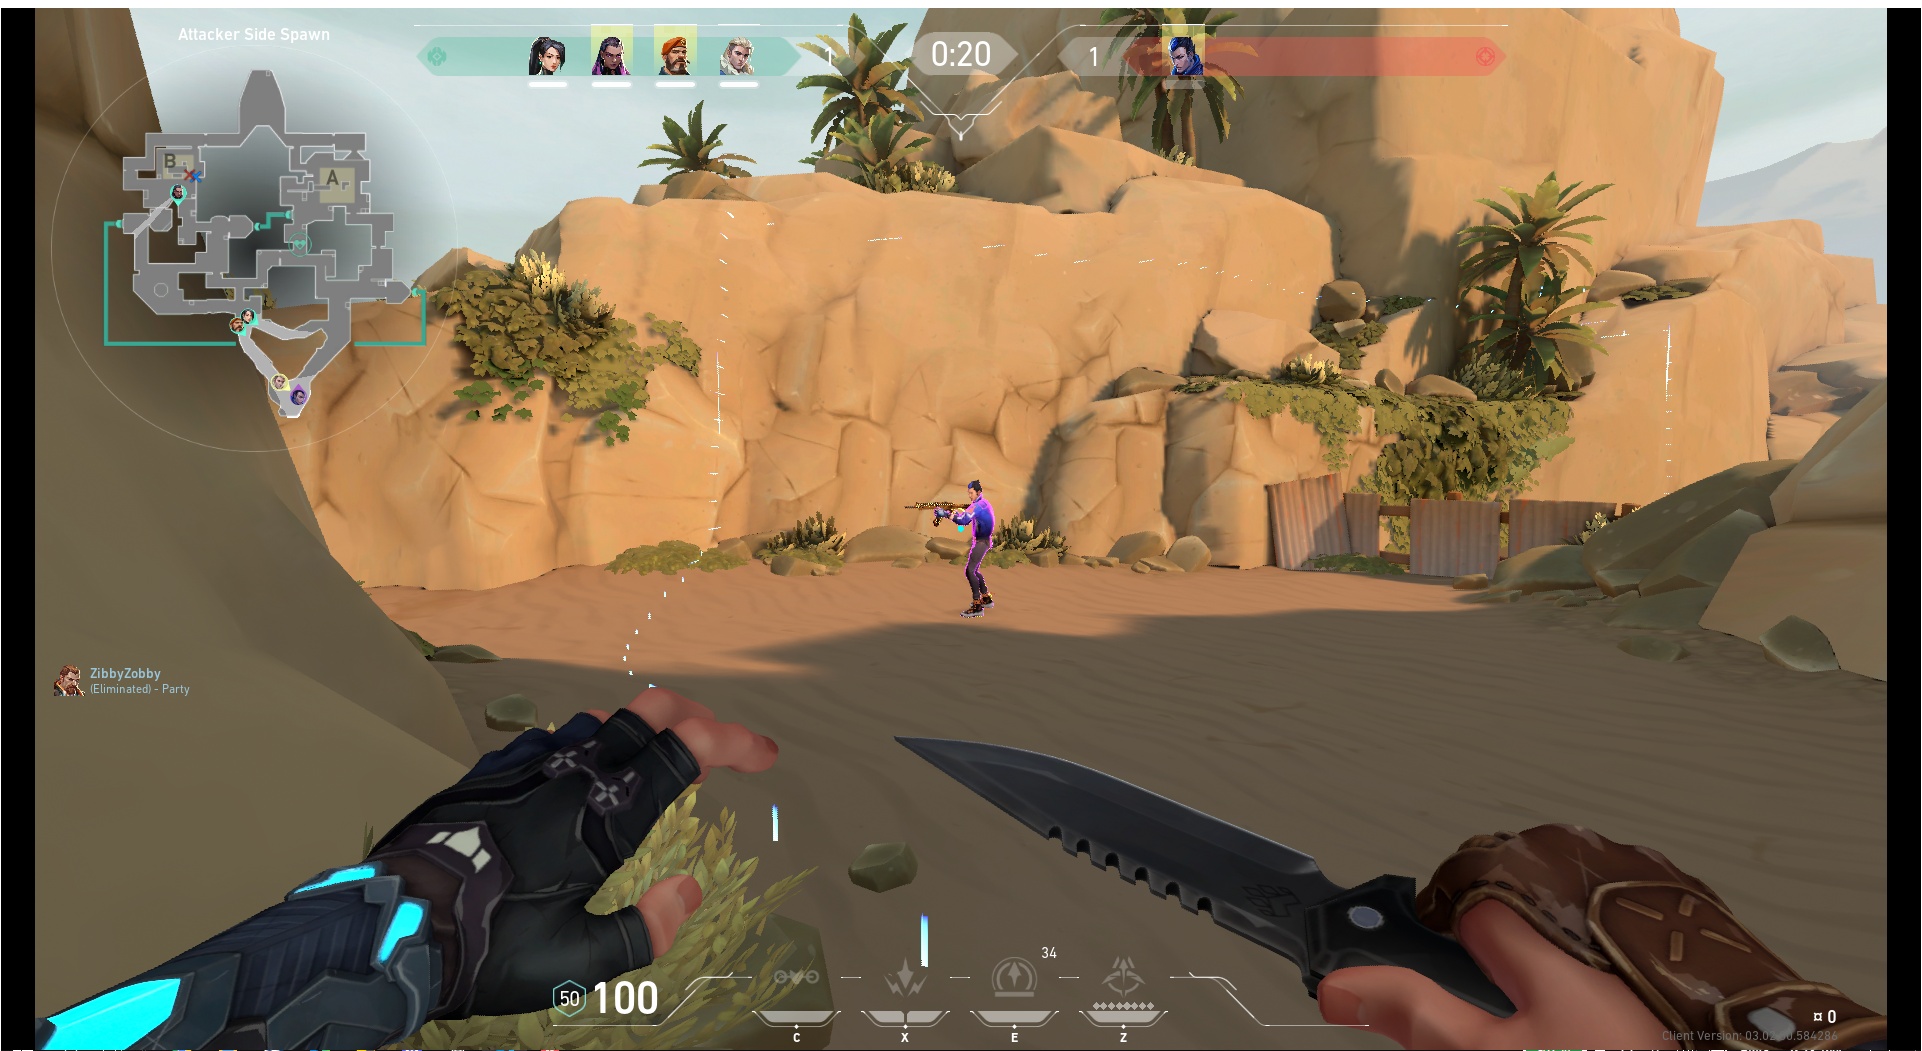 Attacker Side Spawn
1
0:20
1
B
A
ZibbyZobby
(Eliminated) - Party
34
50
100
C
X
E
Z
¤ 0